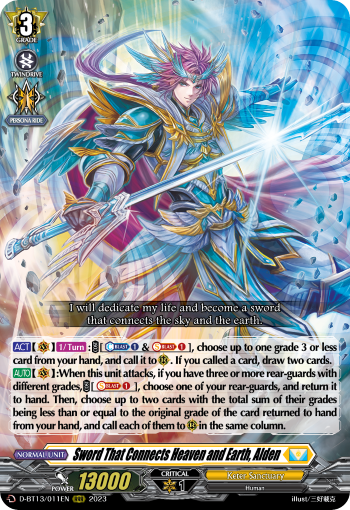 3
GRADE
TWINDRIVE
PERSONA RIDE
I will dedicate my life and become a sword
that connects the sky and the earth.
ACT【 】1/Turn :[ BLAST 1 & BLAST 1 ], choose up to one grade 3 or less
card from your hand, and call it to . If you called a card, draw two cards.
AUTO【 】:When this unit attacks, if you have three or more rear-guards with
different grades, [ BLAST 1 ], choose one of your rear-guards, and return it
to hand. Then, choose up to two cards with the total sum of their grades
being less than or equal to the original grade of the card returned to hand
from your hand, and call each of them to in the same column.
NORMAL UNIT
Sword That Connects Heaven and Earth, Alden
POWER 13000
CRITICAL
1
Keter Sanctuary
Human
D-BT13/011EN RRR 2023
illust/三好載克